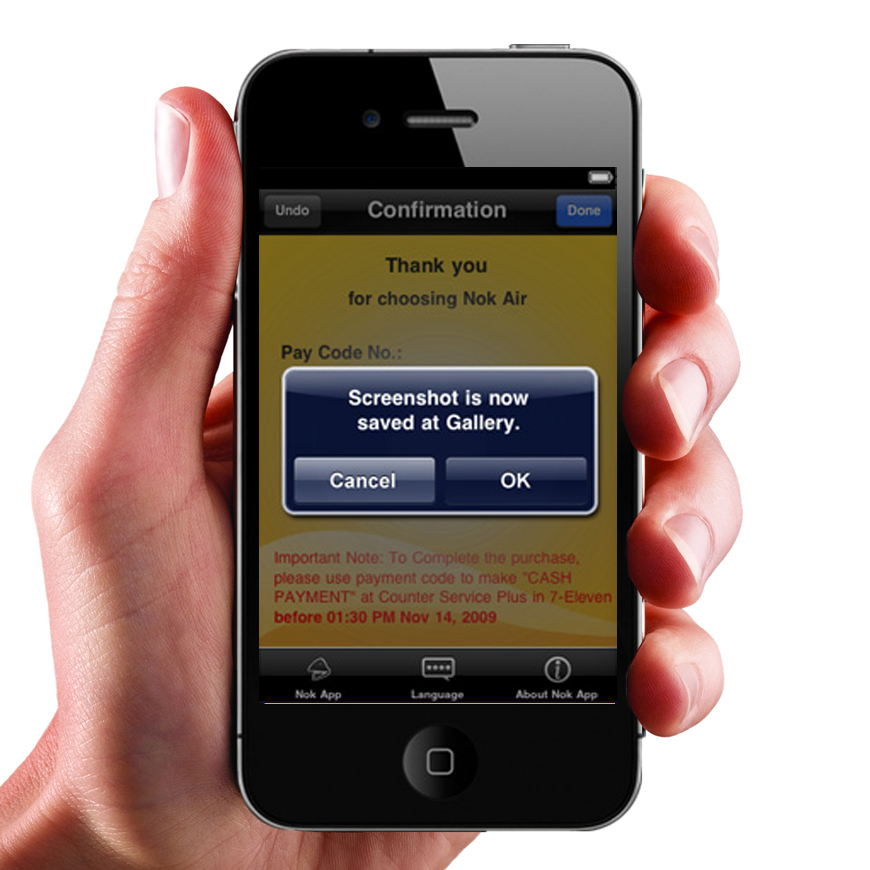 Undo
Confirmation
Done
Thank you
for choosing Nok Air
Pay Code No.:
Screenshot is now
saved at Gallery.
Cancel
OK
Important Note: To Complete the purchase,
please use payment code to make "CASH
PAYMENT" at Counter Service Plus in 7-Eleven
before 01:30 PM Nov 14, 2009
Nok App
Language
About Nok App